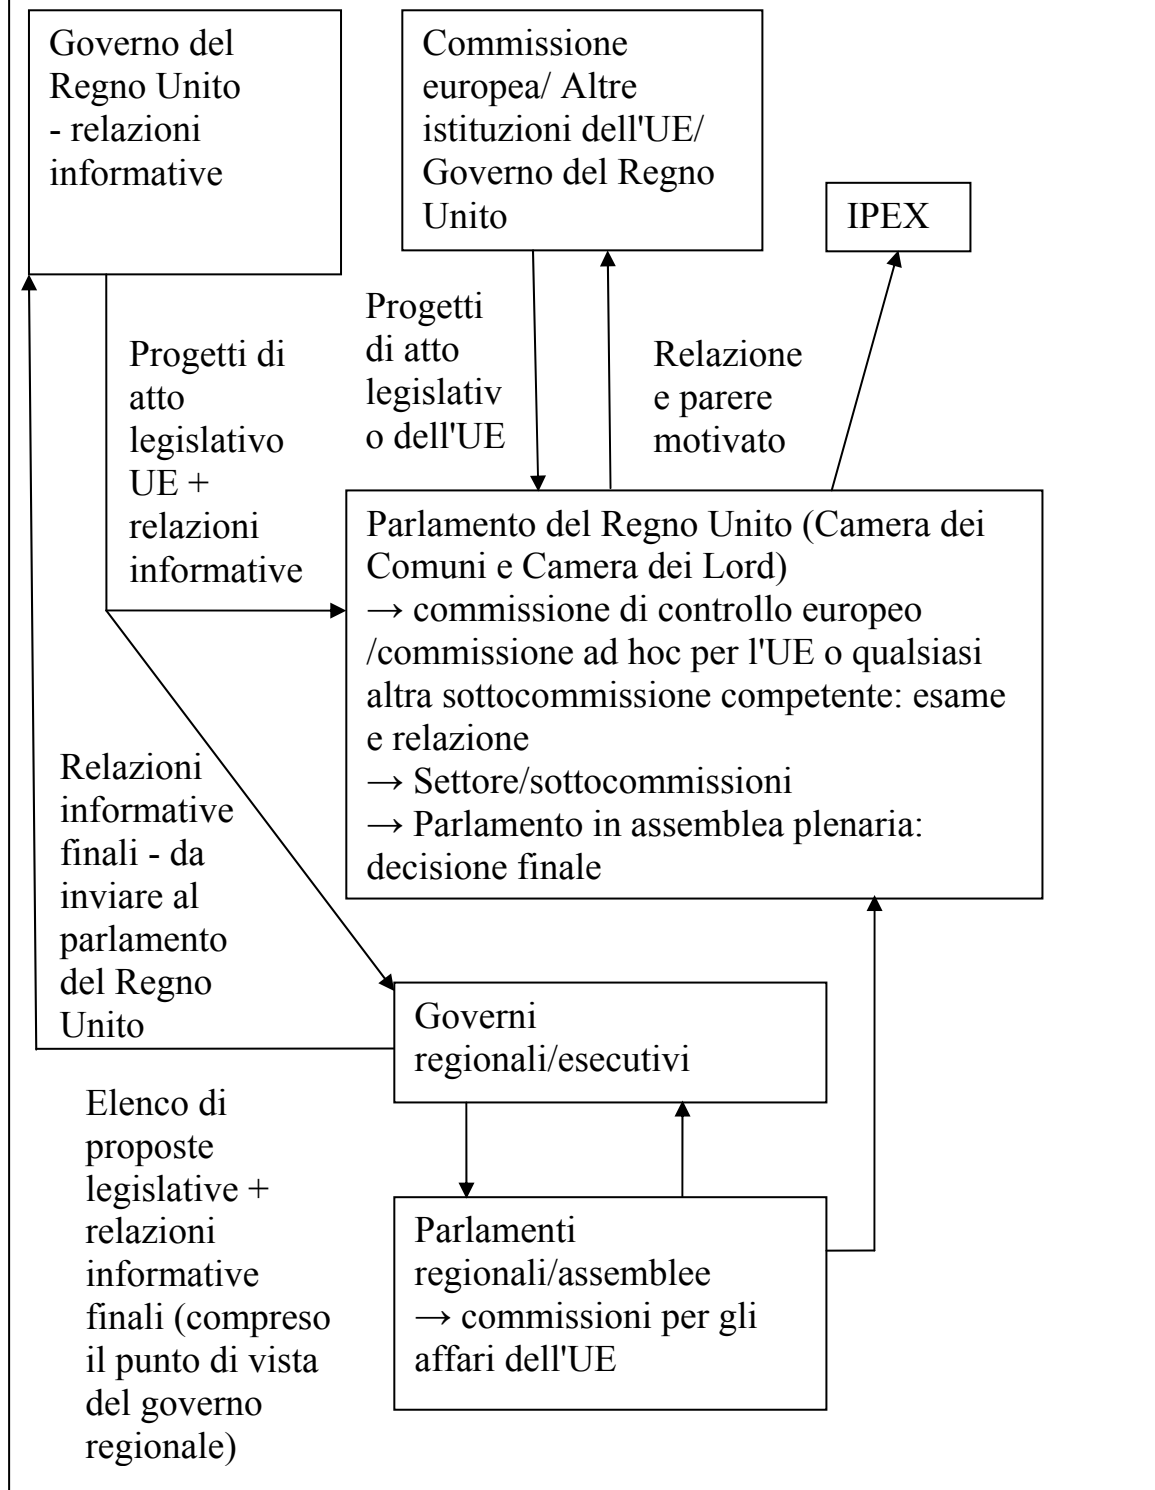 Governo del
Regno Unito
- relazioni
informative
Commissione
europea/ Altre
istituzioni dell'UE/
Governo del Regno
Unito
IPEX
Progetti di
atto
legislativo
UE +
relazioni
informative
Progetti
di atto
legislativ
o dell'UE
Relazione
e parere
motivato
Parlamento del Regno Unito (Camera dei
Comuni e Camera dei Lord)
→ commissione di controllo europeo
/commissione ad hoc per l'UE o qualsiasi
altra sottocommissione competente: esame
e relazione
→ Settore/sottocommissioni
→ Parlamento in assemblea plenaria:
decisione finale
Relazioni
informative
finali - da
inviare al
parlamento
del Regno
Unito
Governi
regionali/esecutivi
Elenco di
proposte
legislative +
relazioni
informative
finali (compreso
il punto di vista
del governo
regionale)
Parlamenti
regionali/assemblee
→ commissioni per gli
affari dell'UE